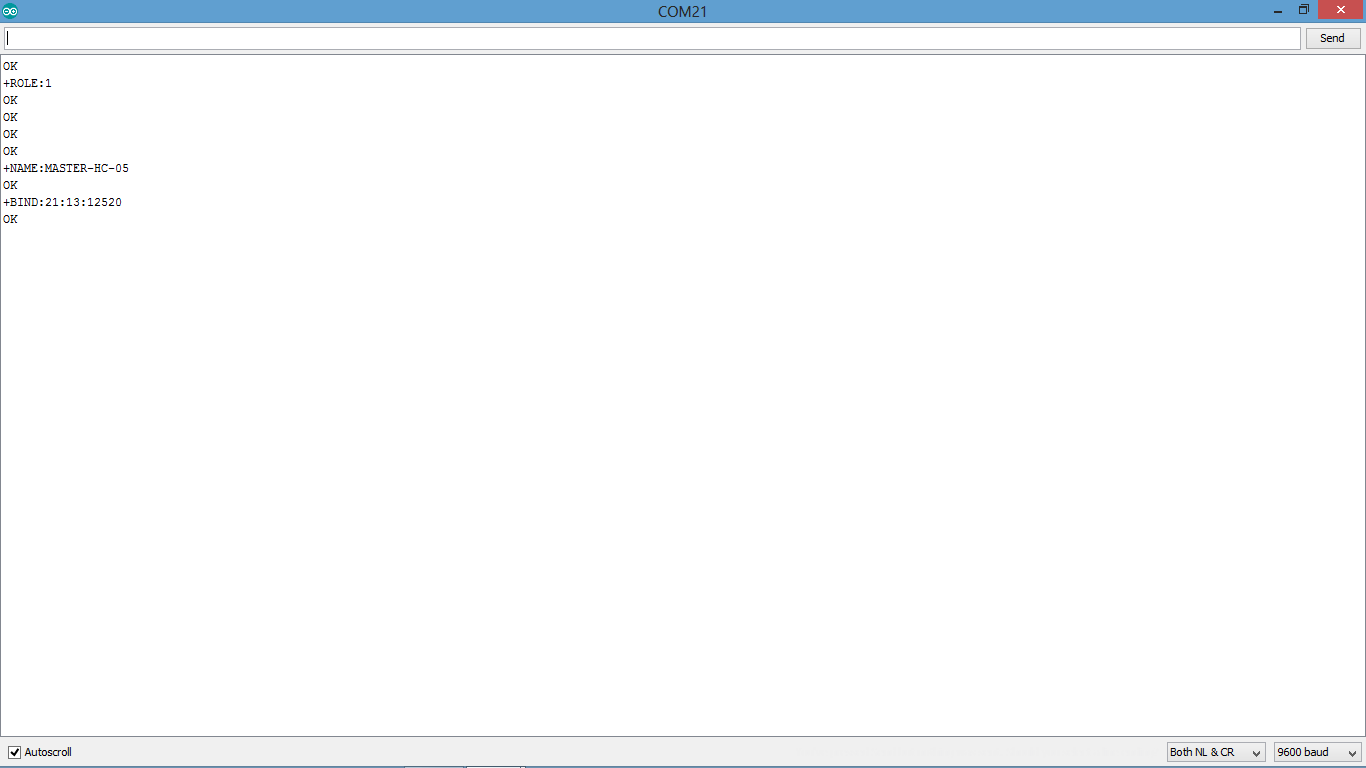 COM21
Send
OK
+ROLE:1
OK
OK
OK
OK
+NAME:MASTER-HC-05
OK
+BIND:21:13:12520
OK
Autoscroll
Both NL & CR
9600 baud